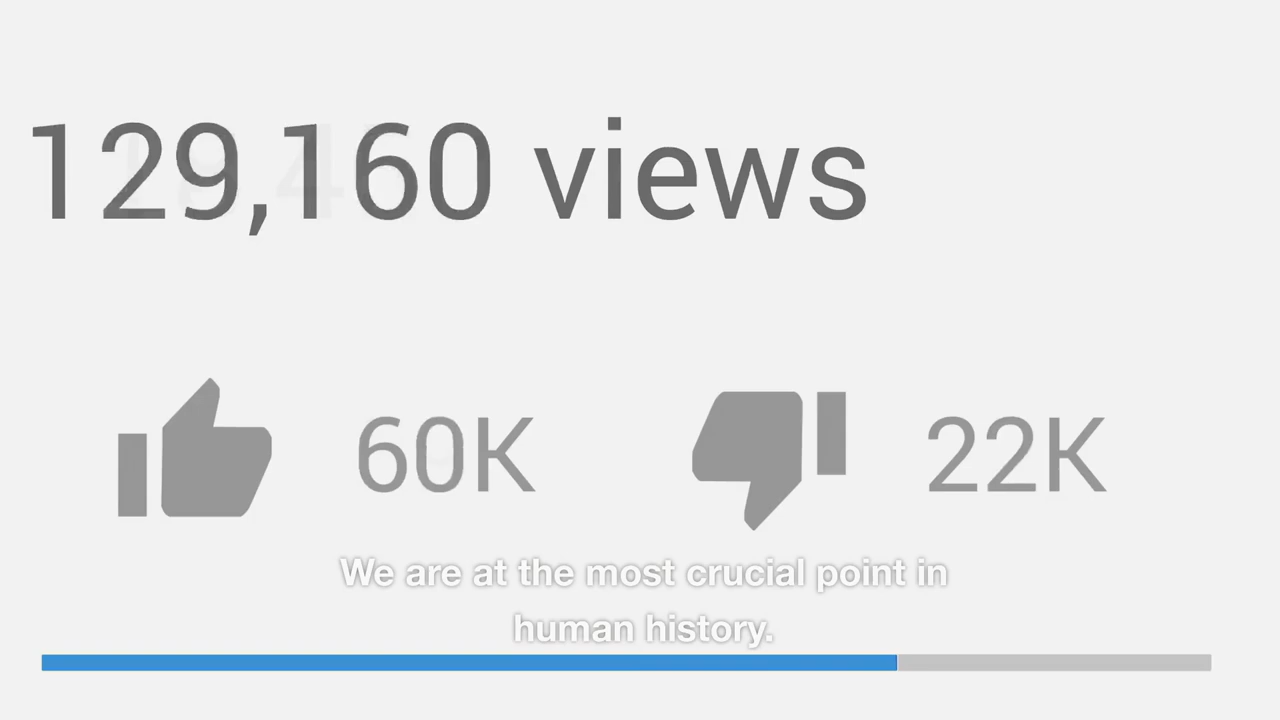 129,160 views
60K 22K
We are at the most crucial point in
human history.